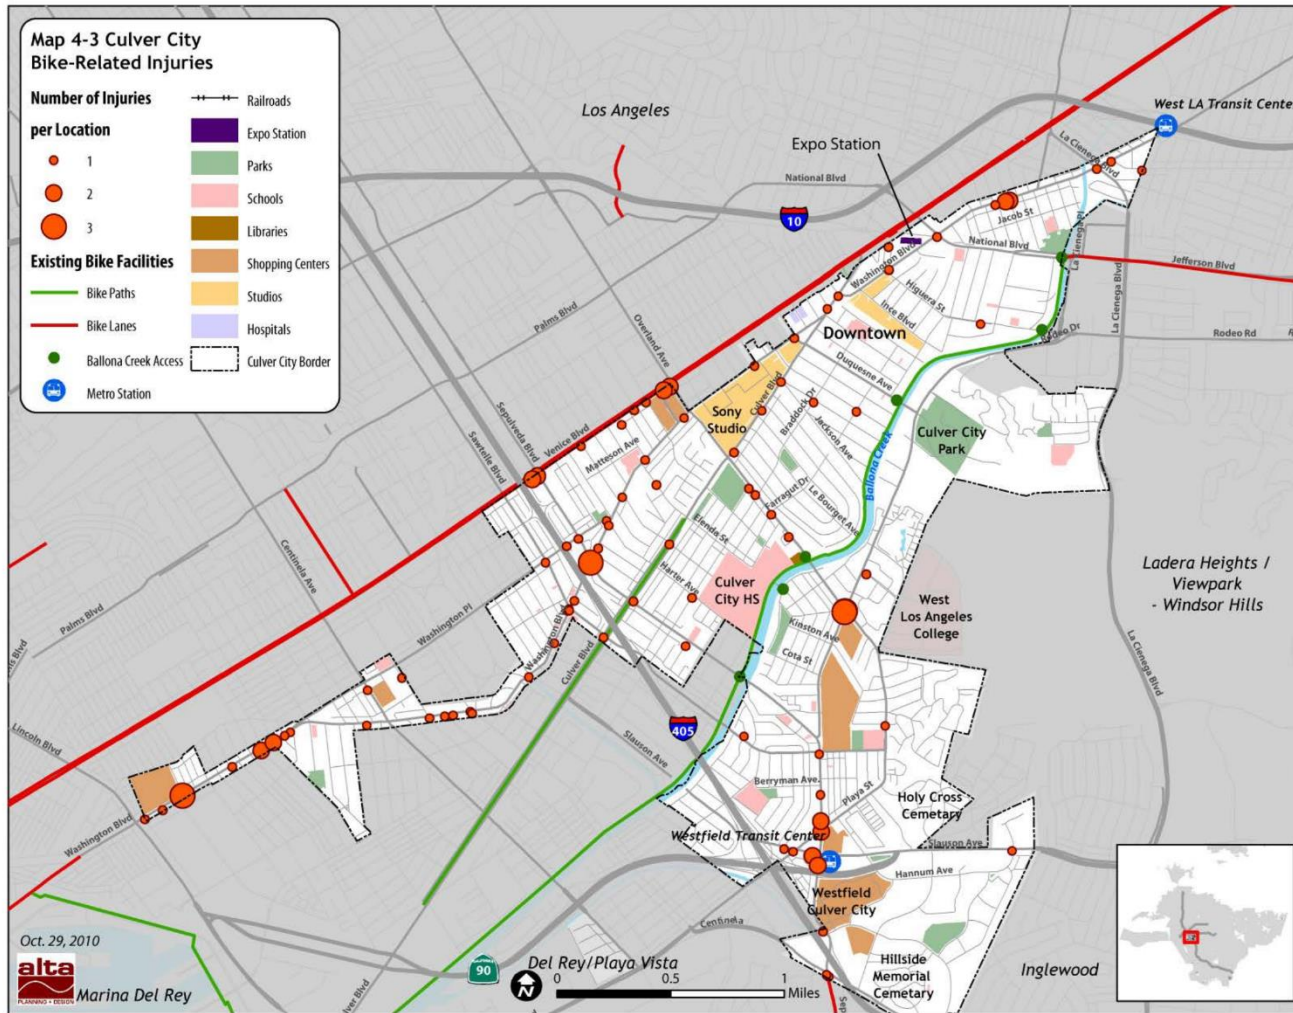 Map 4-3 Culver City
Bike-Related Injuries
Number of Injuries
per Location
1
2
3
Existing Bike Facilities
Bike Paths
Bike Lanes
Ballona Creek Access
Metro Station
Railroads
Expo Station
Parks
Schools
Libraries
Shopping Centers
Studios
Hospitals
Culver City Border
Los Angeles
West LA Transit Center
Expo Station
National Blvd
10
La Cienega Blvd
Jacob St
National Blvd
La Cienega Pl
Jefferson Blvd
Washington Blvd
Higuera St
Ince Blvd
La Cienega Blvd
Rodeo Dr
Rodeo Rd
Palms Blvd
Overland Ave
Downtown
Duquesne Ave
Culver Blvd
Sony
Studio
Braddock Dr
Jackson Ave
Culver City
Park
Ballona Creek
Sepulveda Blvd
Sawtelle Blvd
Venice Blvd
Matteson Ave
Farragut Dr
Le Bourget Ave
Elenda St
Harter Ave
Centinela Ave
Culver
City HS
Ladera Heights /
Viewpark
- Windsor Hills
West
Los Angeles
College
Palms Blvd
Washington Pl
Washington Blvd
Culver Blvd
Kinston Ave
Cota St
La Cienega Blvd
Lincoln Blvd
405
Slauson Ave
Berryman Ave
Playa St
Holy Cross
Cemetary
Washington Blvd
Westfield Transit Center
Slauson Ave
Hannum Ave
Westfield
Culver City
Centinela
Oct. 29, 2010
alta
PLANNING + DESIGN
Marina Del Rey
CALIFORNIA
90
N
Del Rey/Playa Vista
0
0.5
1
Miles
Hillside
Memorial
Cemetary
Inglewood